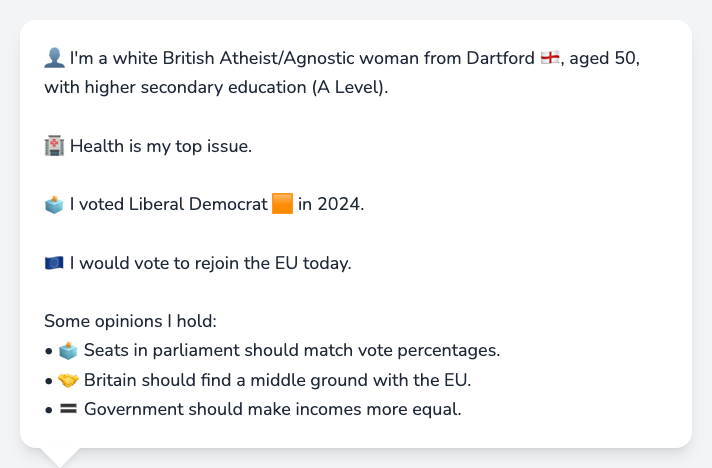 👤 I'm a white British Atheist/Agnostic woman from Dartford 🏴󠁧󠁢󠁥󠁮󠁧󠁿, aged 50,
with higher secondary education (A Level).
🏥 Health is my top issue.
🗳️ I voted Liberal Democrat 🟧 in 2024.
🇪🇺 I would vote to rejoin the EU today.
Some opinions I hold:
• 🗳️ Seats in parliament should match vote percentages.
• 🤝 Britain should find a middle ground with the EU.
• 🟰 Government should make incomes more equal.